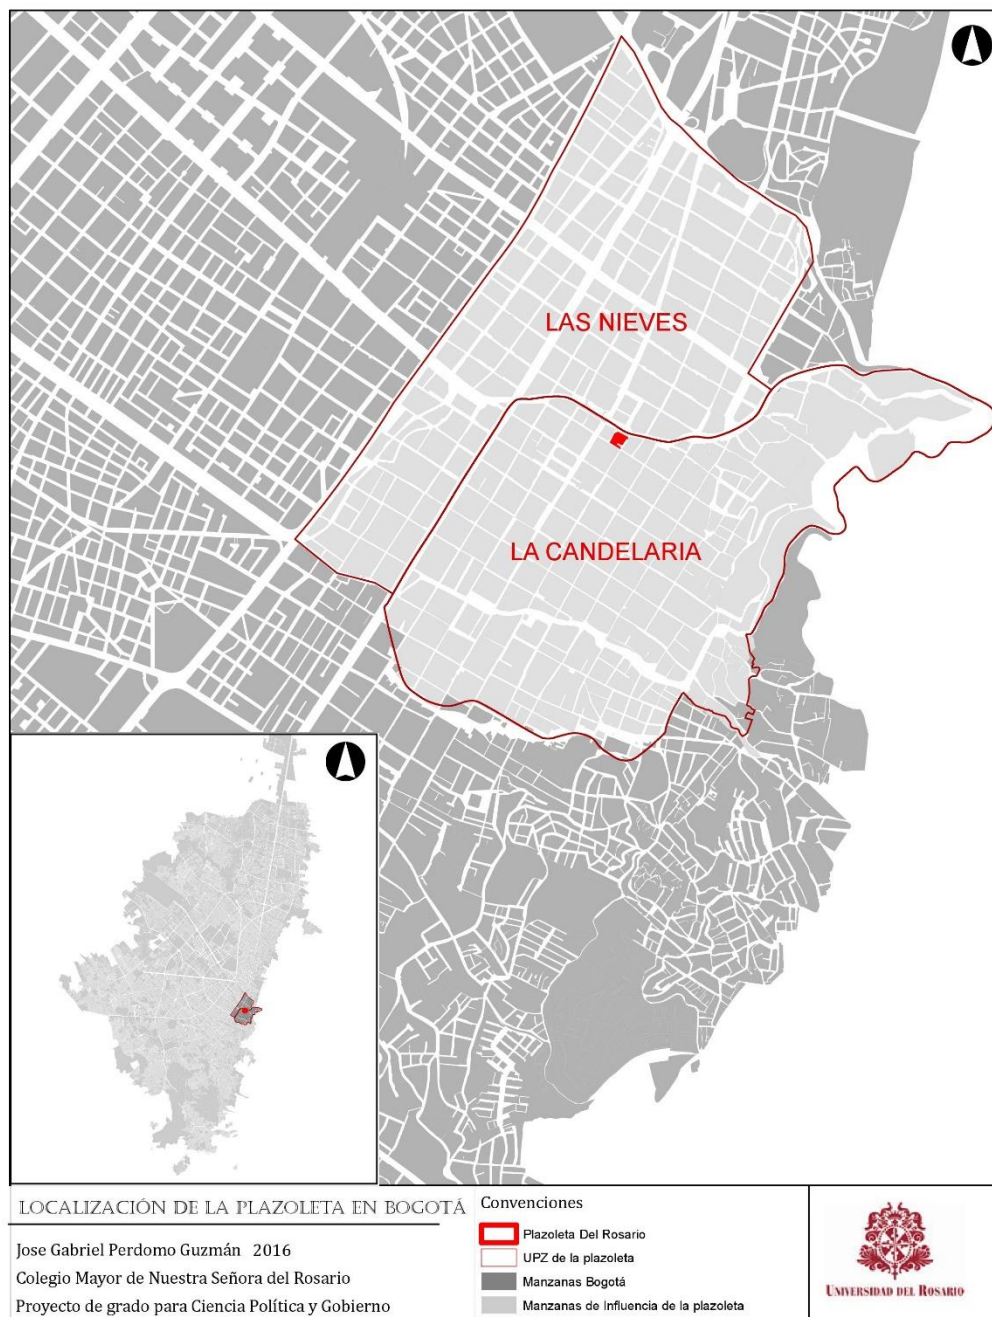 LAS NIEVES
LA CANDELARIA
LOCALIZACIÓN DE LA PLAZOLETA EN BOGOTÁ
Jose Gabriel Perdomo Guzmán 2016
Colegio Mayor de Nuestra Señora del Rosario
Proyecto de grado para Ciencia Política y Gobierno
Convenciones
Plazoleta Del Rosario
UPZ de la plazoleta
Manzanas Bogotá
Manzanas de Influencia de la plazoleta
UNIVERSIDAD DEL ROSARIO